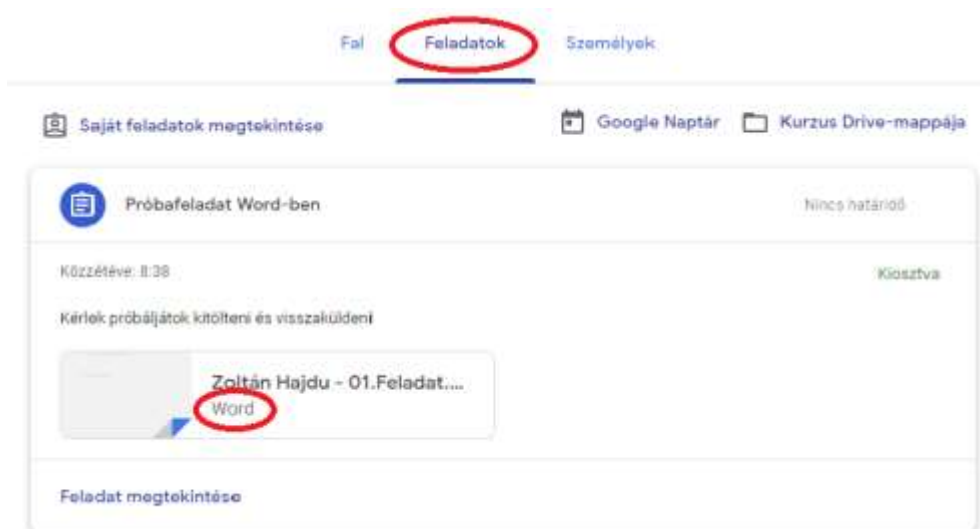 Fal Feladatok Személyek
Saját feladatok megtekintése Google Naptár Kurzus Drive-mappája
Próbafeladat Word-ben Nincs határidő
Közzétéve: 8:38 Kiosztva
Kérlek próbáljátok kitölteni és visszaküldeni
Zoltán Hajdu - 01.Feladat....
Word
Feladat megtekintése